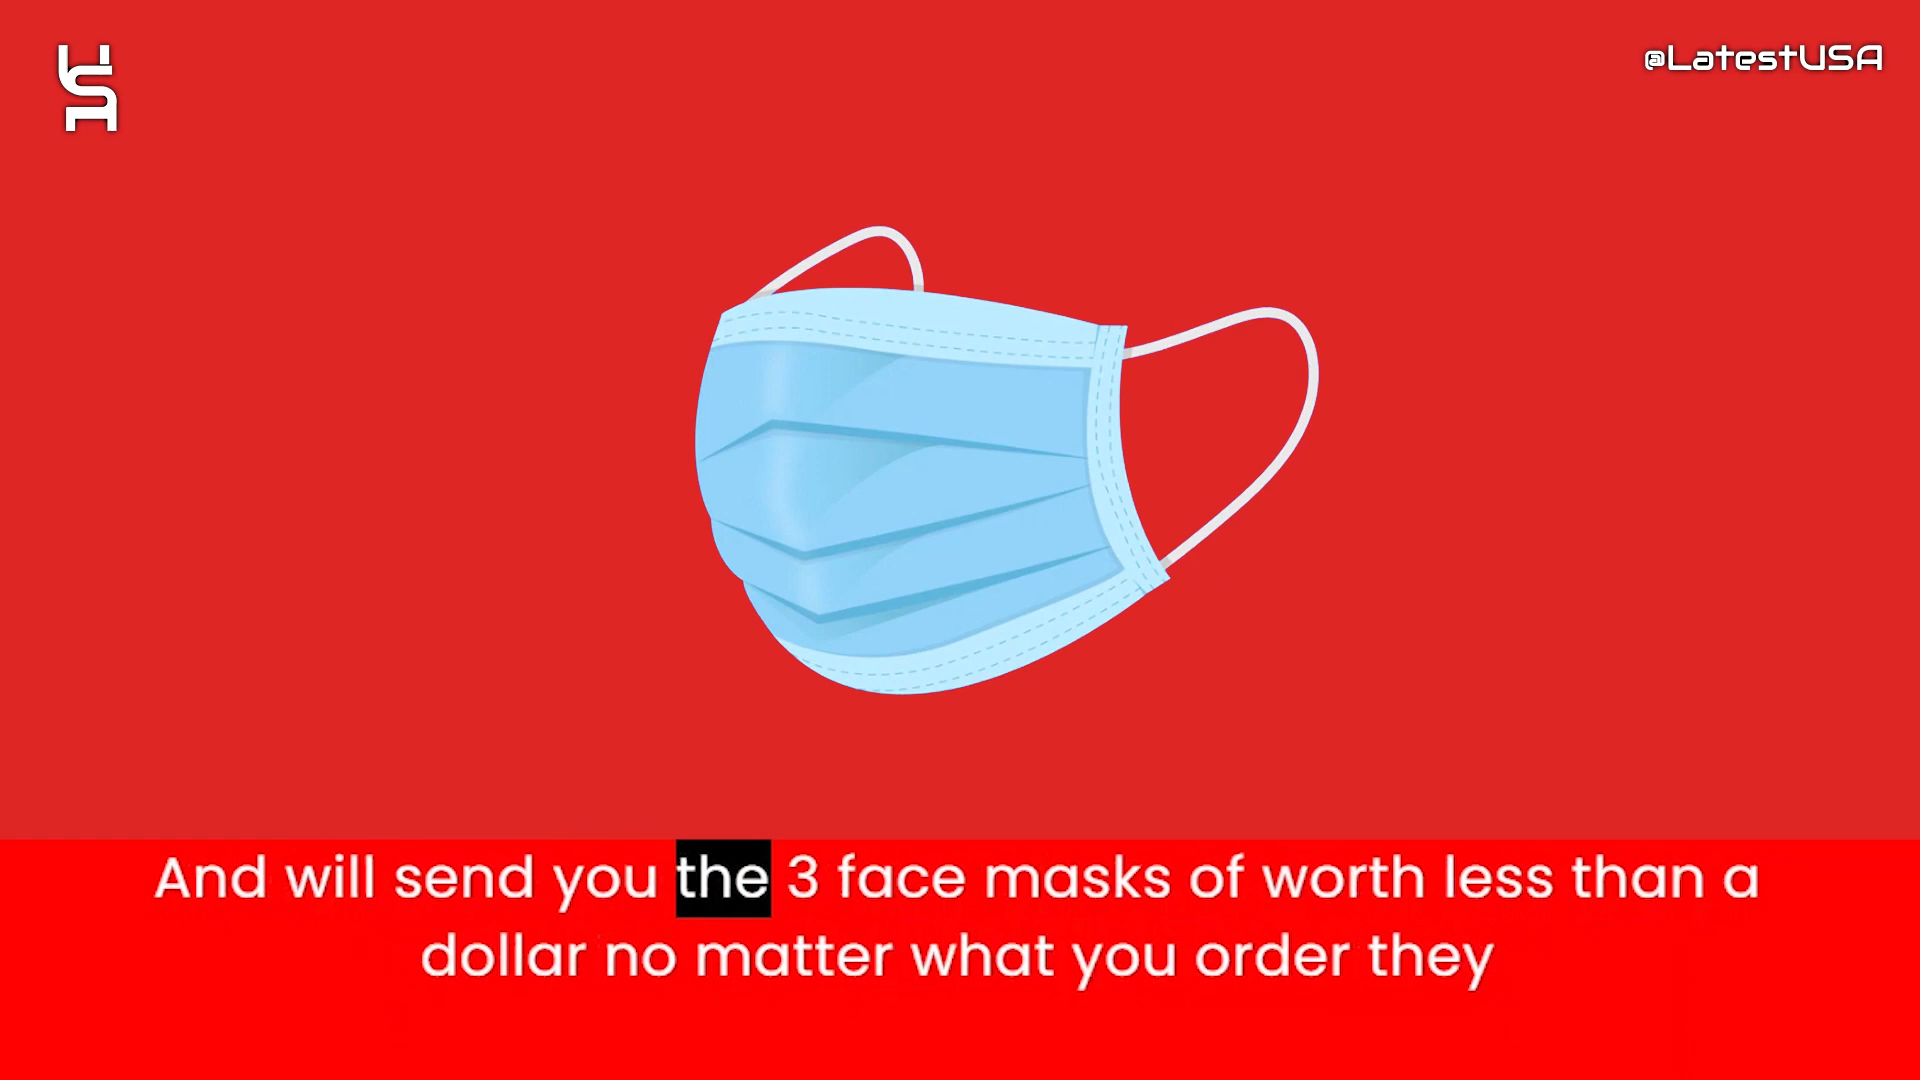 USA
@LatestUSA
And will send you the 3 face masks of worth less than a
dollar no matter what you order they